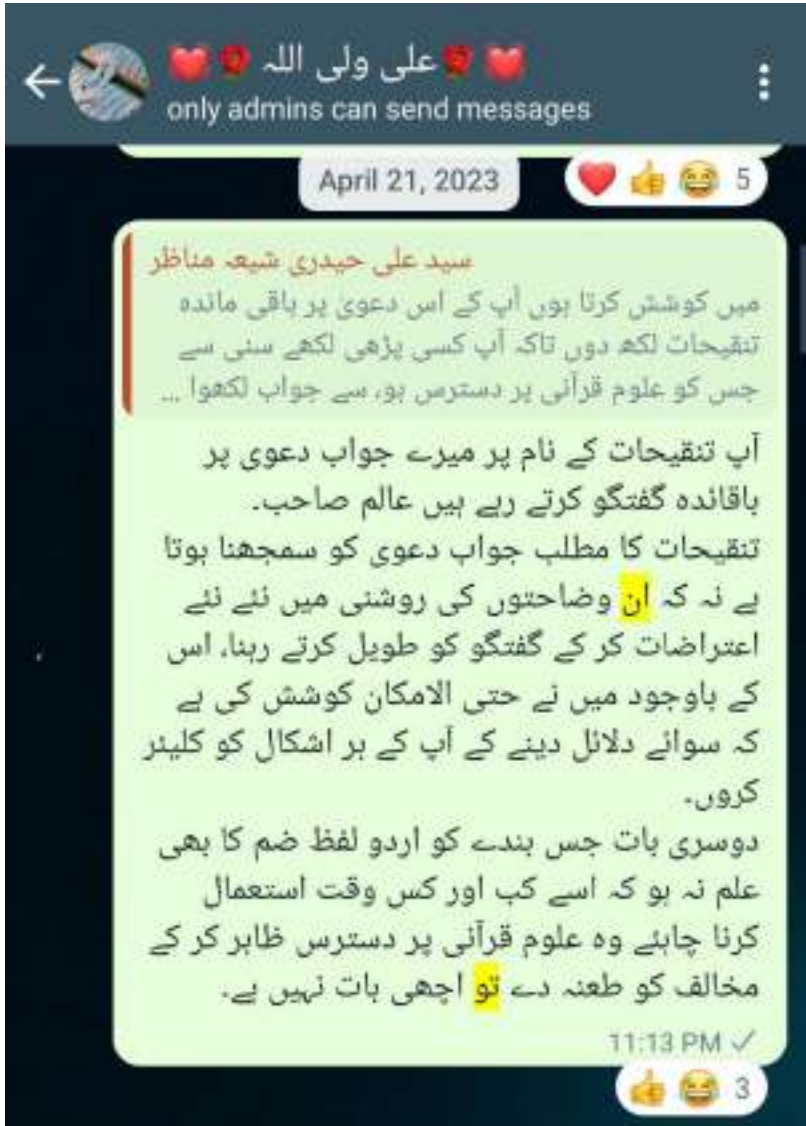 ❤️🌹علی ولی اللہ 🌹❤️
only admins can send messages
April 21, 2023
❤️👍😂 5
سید علی حیدری شیعہ مناظر
میں کوشش کرتا ہوں آپ کے اس دعویٰ پر باقی ماندہ
تنقیحات لکھ دوں تاکہ آپ کسی پڑھی لکھے سنی سے
جس کو علوم قرآنی پر دسترس ہو، سے جواب لکھوا ...
آپ تنقیحات کے نام پر میرے جواب دعوی پر
باقائدہ گفتگو کرتے رہے ہیں عالم صاحب۔
تنقیحات کا مطلب جواب دعوی کو سمجھنا ہوتا
ہے نہ کہ ان وضاحتوں کی روشنی میں نئے نئے
اعتراضات کر کے گفتگو کو طویل کرتے رہنا، اس
کے باوجود میں نے حتی الامکان کوشش کی ہے
کہ سوائے دلائل دینے کے آپ کے ہر اشکال کو کلیئر
کروں۔
دوسری بات جس بندے کو اردو لفظ ضم کا بھی
علم نہ ہو کہ اسے کب اور کس وقت استعمال
کرنا چاہئے وہ علوم قرآنی پر دسترس ظاہر کر کے
مخالف کو طعنہ دے تو اچھی بات نہیں ہے۔
11:13 PM ✓
👍😂 3